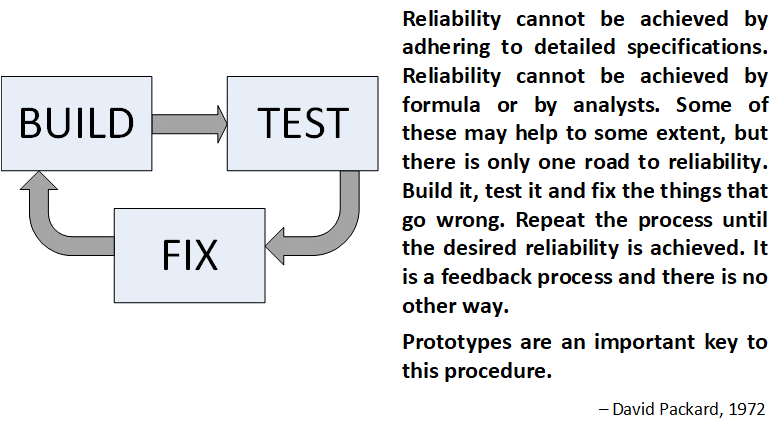 BUILD
TEST
FIX
Reliability cannot be achieved by
adhering to detailed specifications.
Reliability cannot be achieved by
formula or by analysts. Some of
these may help to some extent, but
there is only one road to reliability.
Build it, test it and fix the things that
go wrong. Repeat the process until
the desired reliability is achieved. It
is a feedback process and there is no
other way.
Prototypes are an important key to
this procedure.
– David Packard, 1972